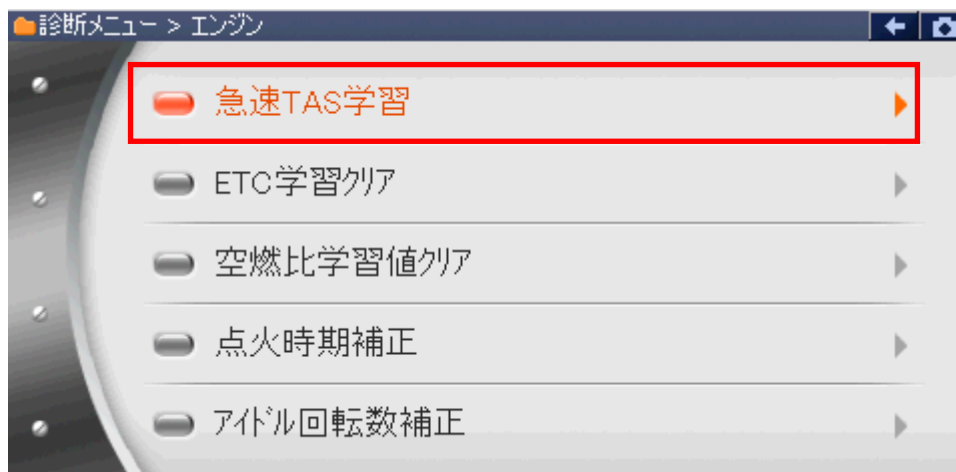 診断メニュー > エンジン
急速TAS学習
ETC学習クリア
空燃比学習値クリア
点火時期補正
アイドル回転数補正